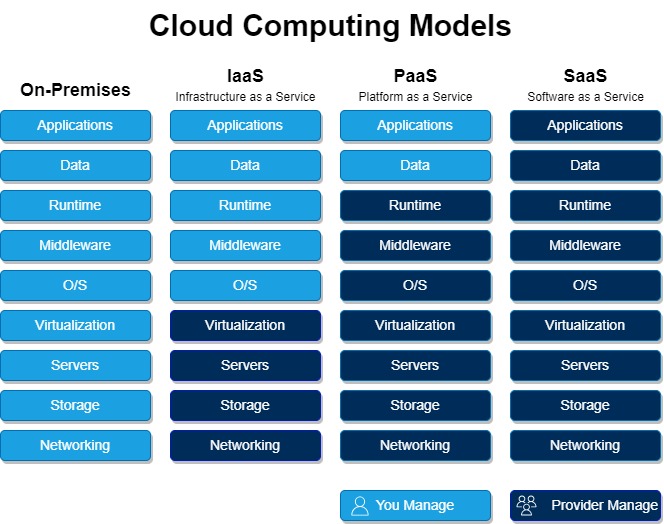 Cloud Computing Models
On-Premises
IaaS
Infrastructure as a Service
PaaS
Platform as a Service
SaaS
Software as a Service
Applications Applications Applications Applications
Data Data Data Data
Runtime Runtime Runtime Runtime
Middleware Middleware Middleware Middleware
O/S O/S O/S O/S
Virtualization Virtualization Virtualization Virtualization
Servers Servers Servers Servers
Storage Storage Storage Storage
Networking Networking Networking Networking
You Manage Provider Manage